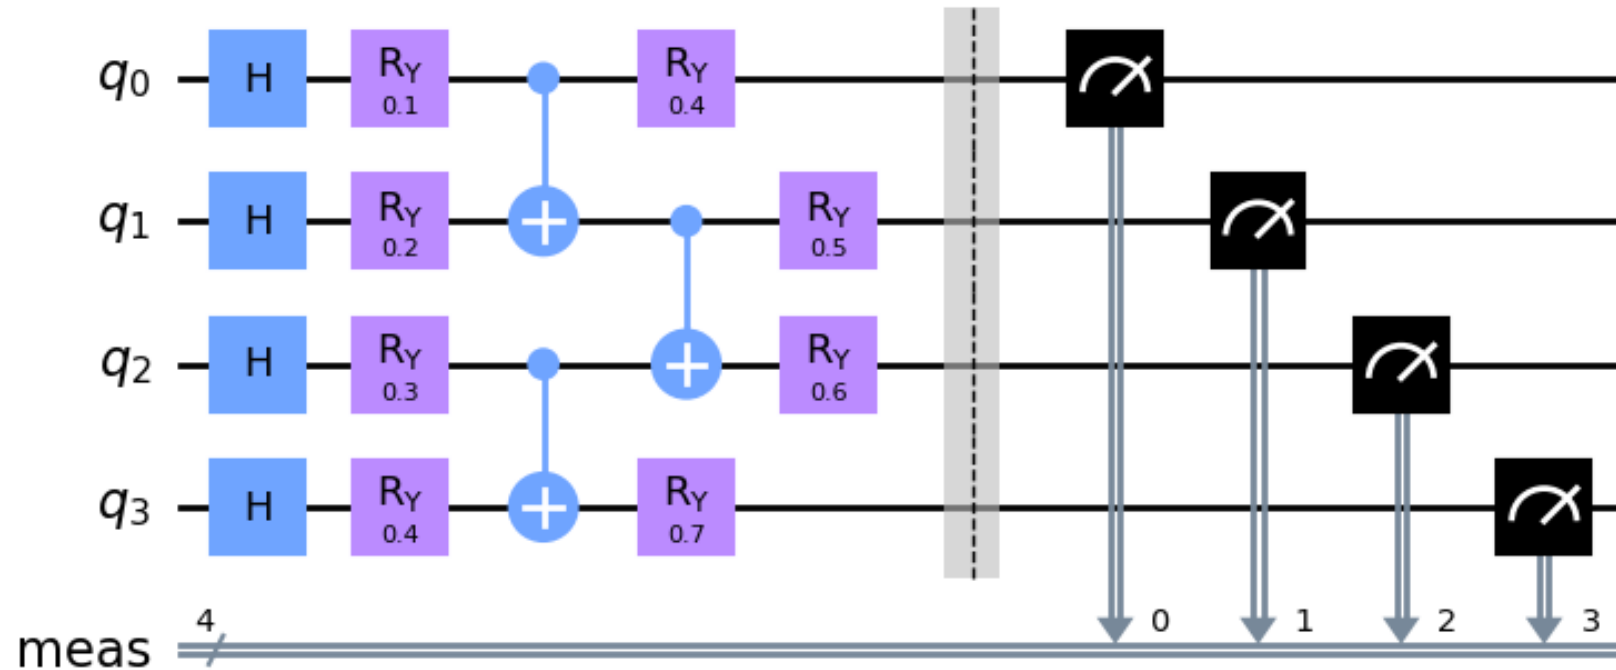 q0 H RY 0.1 RY 0.4
q1 H RY 0.2 RY 0.5
q2 H RY 0.3 RY 0.6
q3 H RY 0.4 RY 0.7
meas 4 0 1 2 3